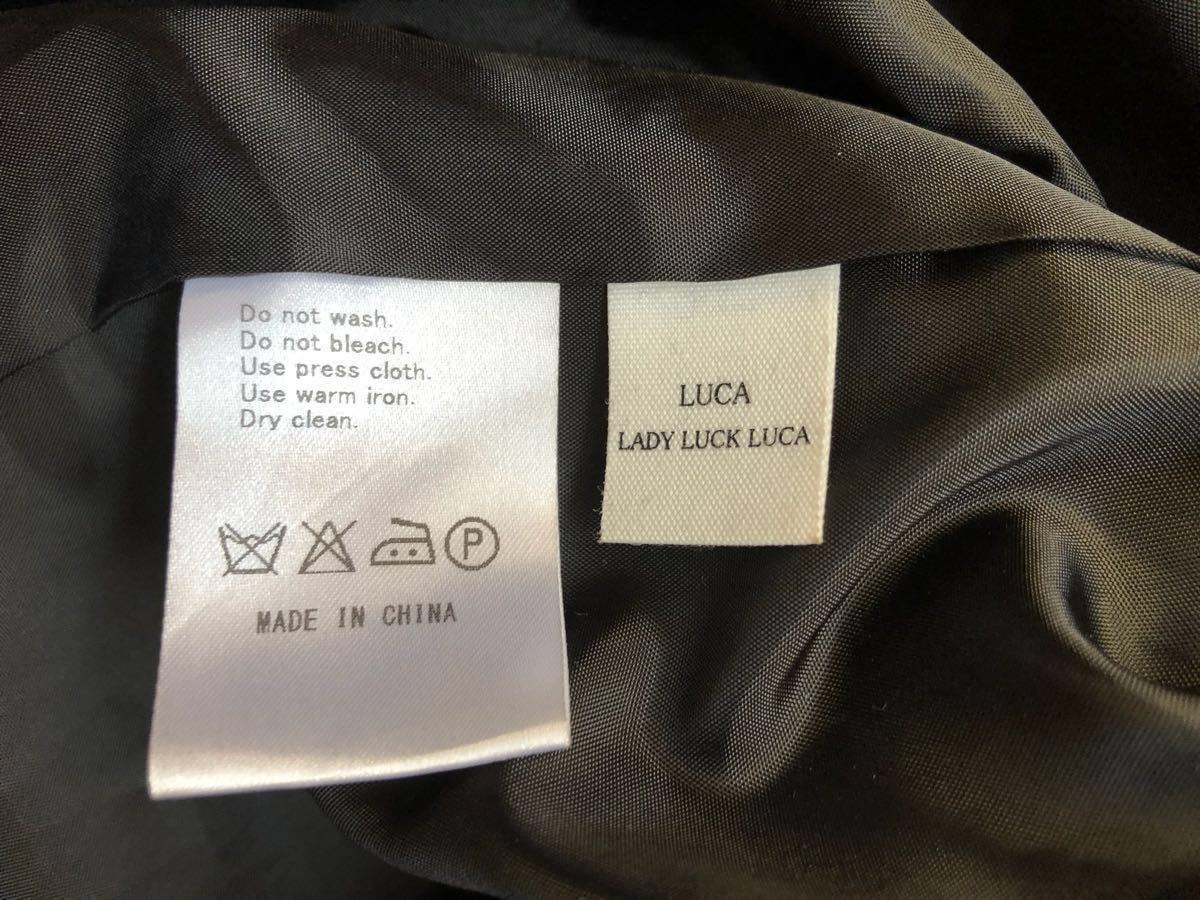 Do not wash.
Do not bleach.
Use press cloth.
Use warm iron.
Dry clean.
P
MADE IN CHINA
LUCA
LADY LUCK LUCA